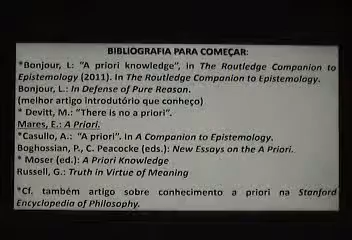 BIBLIOGRAFIA PARA COMEÇAR:
*Bonjour, L: "A priori knowledge", in The Routledge Companion to
Epistemology (2011). In The Routledge Companion to Epistemology.
Bonjour, L.: In Defense of Pure Reason.
(melhor artigo introdutório que conheço)
* Devitt, M.: "There is no a priori".
Mares, E.: A Priori.
*Casullo, A.: "A priori". In A Companion to Epistemology.
Boghossian, P., C. Peacocke (eds.): New Essays on the A Priori.
* Moser (ed.): A Priori Knowledge
Russell, G.: Truth in Virtue of Meaning
*Cf. também artigo sobre conhecimento a priori na Stanford
Encyclopedia of Philosophy.